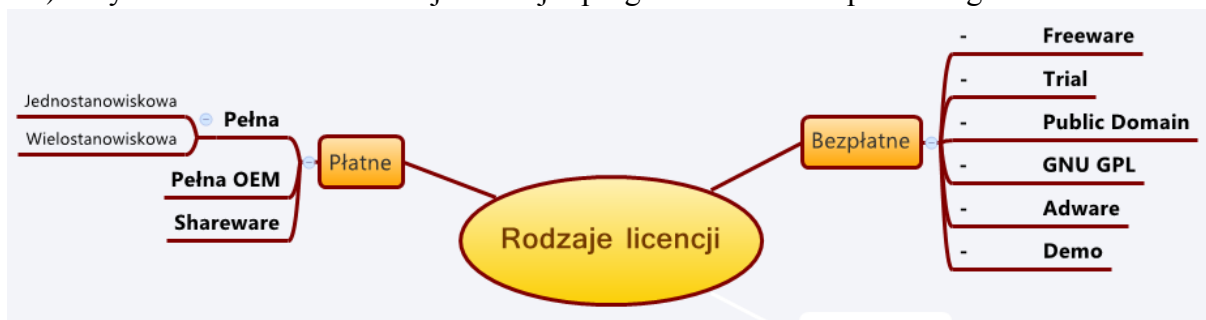 Jednostanowiskowa
Wielostanowiskowa
Pełna
Pełna OEM
Shareware
Płatne
Rodzaje licencji
Bezpłatne
- Freeware
- Trial
- Public Domain
- GNU GPL
- Adware
- Demo